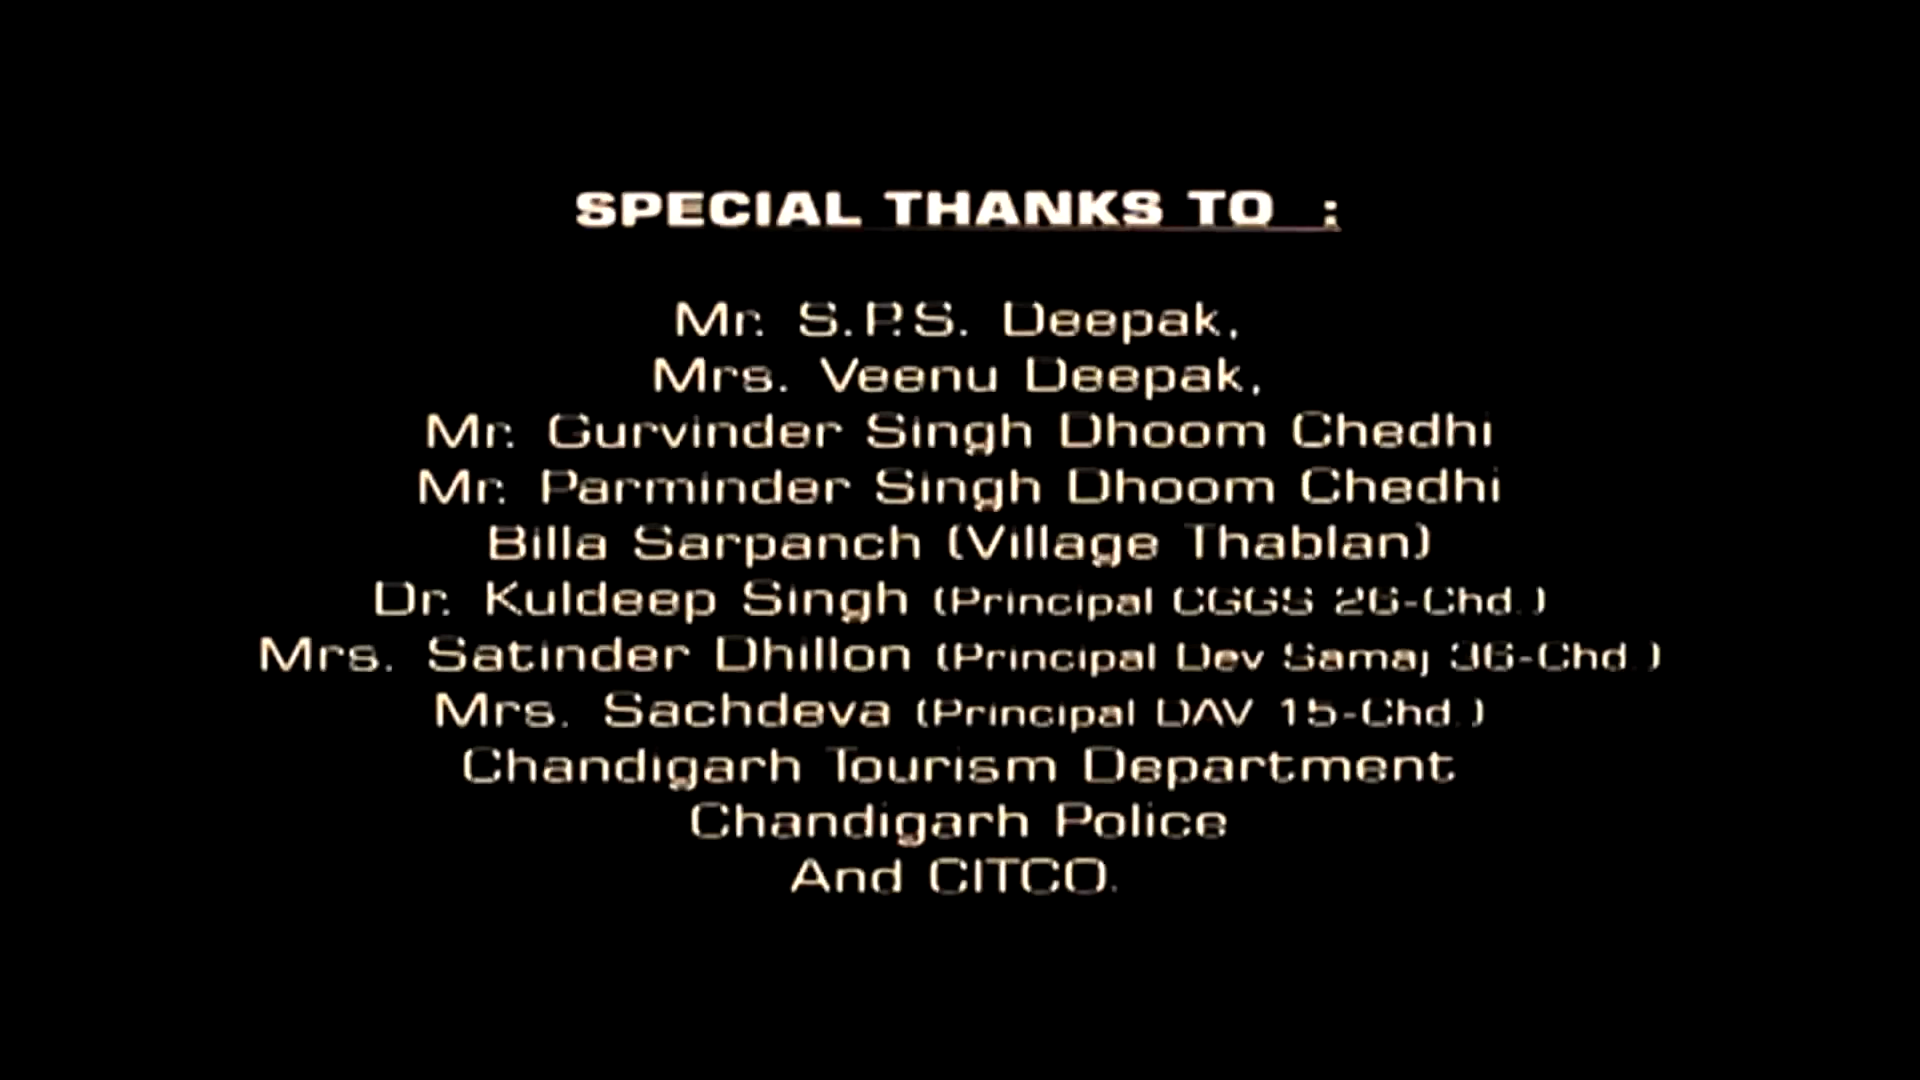 SPECIAL THANKS TO :
Mr. S.P.S. Deepak,
Mrs. Veenu Deepak,
Mr. Gurvinder Singh Dhoom Chedhi
Mr. Parminder Singh Dhoom Chedhi
Billa Sarpanch (Village Thablan)
Dr. Kuldeep Singh (Principal CGGS 26-Chd.)
Mrs. Satinder Dhillon (Principal Dev Samaj 36-Chd.)
Mrs. Sachdeva (Principal DAV 15-Chd.)
Chandigarh Tourism Department
Chandigarh Police
And CITCO.